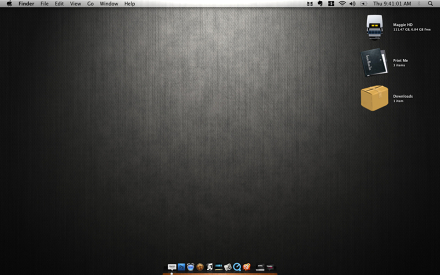 Finder File Edit View Go Window Help Thu 9:41:01 AM
Maggie HD
111.47 GB, 6.94 GB free
Print Me
3 items
Downloads
1 item